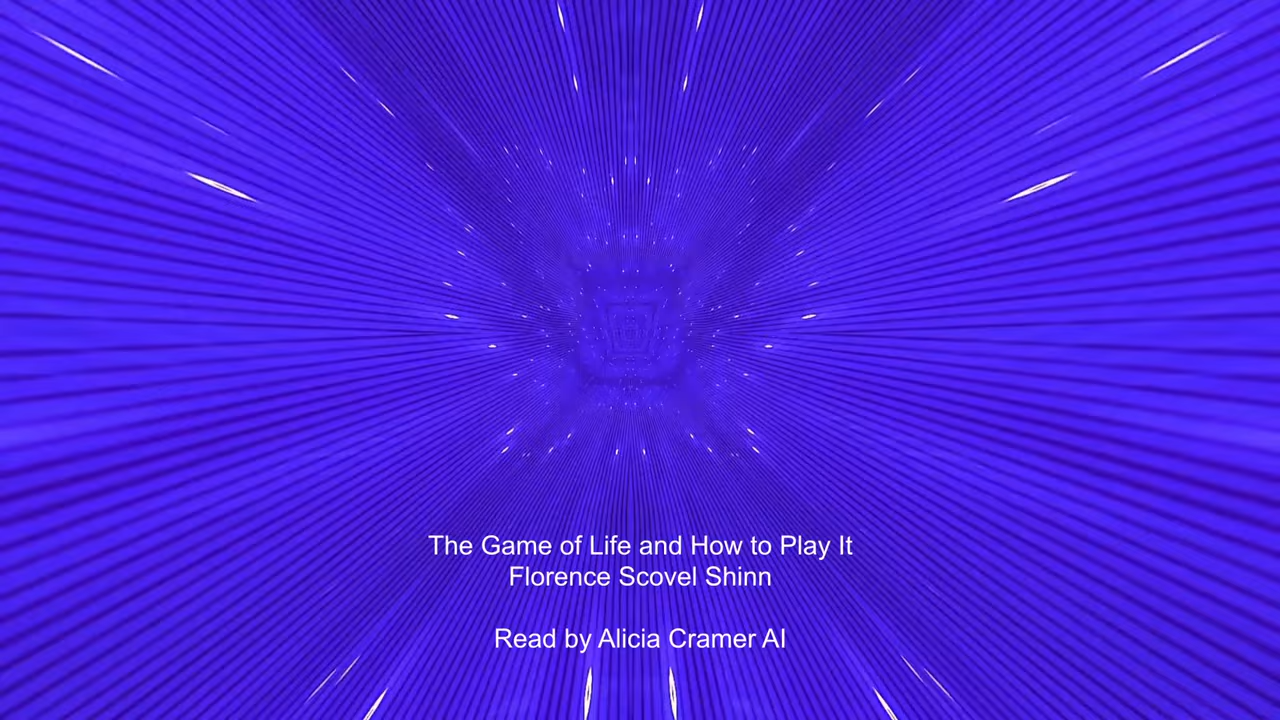 The Game of Life and How to Play It
Florence Scovel Shinn
Read by Alicia Cramer AI